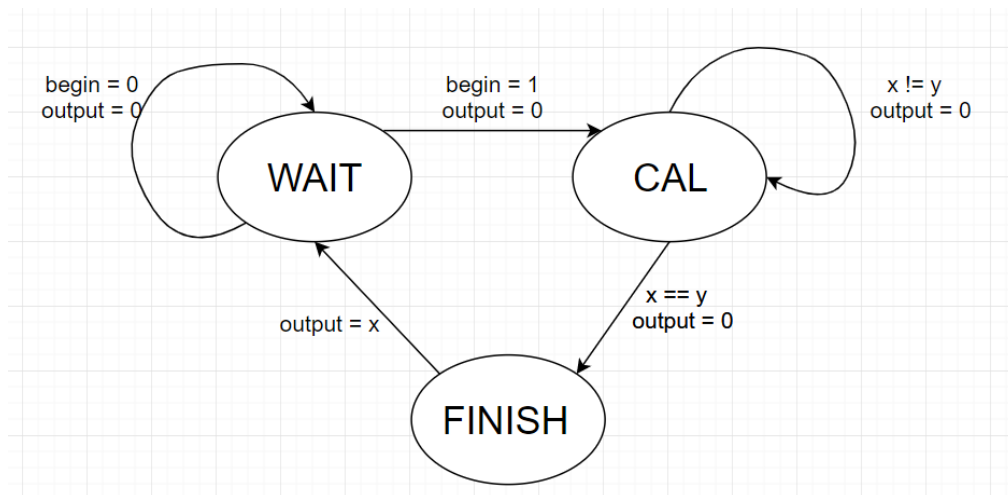 begin = 0
output = 0
begin = 1
output = 0
x != y
output = 0
WAIT
CAL
x == y
output = 0
output = x
FINISH